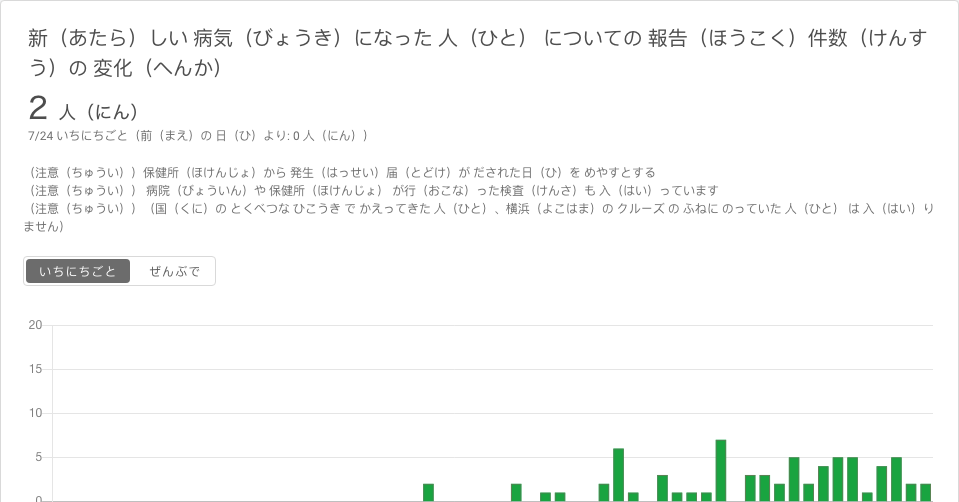 新（あたら）しい 病気（びょうき）になった 人（ひと） についての 報告（ほうこく）件数（けんす
う）の 変化（へんか）
2 人（にん）
7/24 いちにちごと（前（まえ）の 日（ひ）より: 0 人（にん））
（注意（ちゅうい））保健所（ほけんじょ）から 発生（はっせい）届（とどけ）が だされた日（ひ）を めやすとする
（注意（ちゅうい）） 病院（びょういん）や 保健所（ほけんじょ） が行（おこな）った検査（けんさ）も 入（はい）っています
（注意（ちゅうい））（国（くに）の とくべつな ひこうき で かえってきた 人（ひと）、横浜（よこはま）の クルーズ の ふねに のっていた 人（ひと） は 入（はい）り
ません）
いちにちごと ぜんぶで
20
15
10
5
0